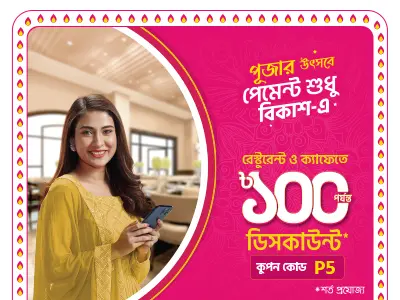 পূজার উৎসবে
পেমেন্ট শুধু
বিকাশ-এ*
রেস্টুরেন্ট ও ক্যাফেতে
৳১০০ পর্যন্ত
ডিসকাউন্ট*
কুপন কোড P5
*শর্ত প্রযোজ্য